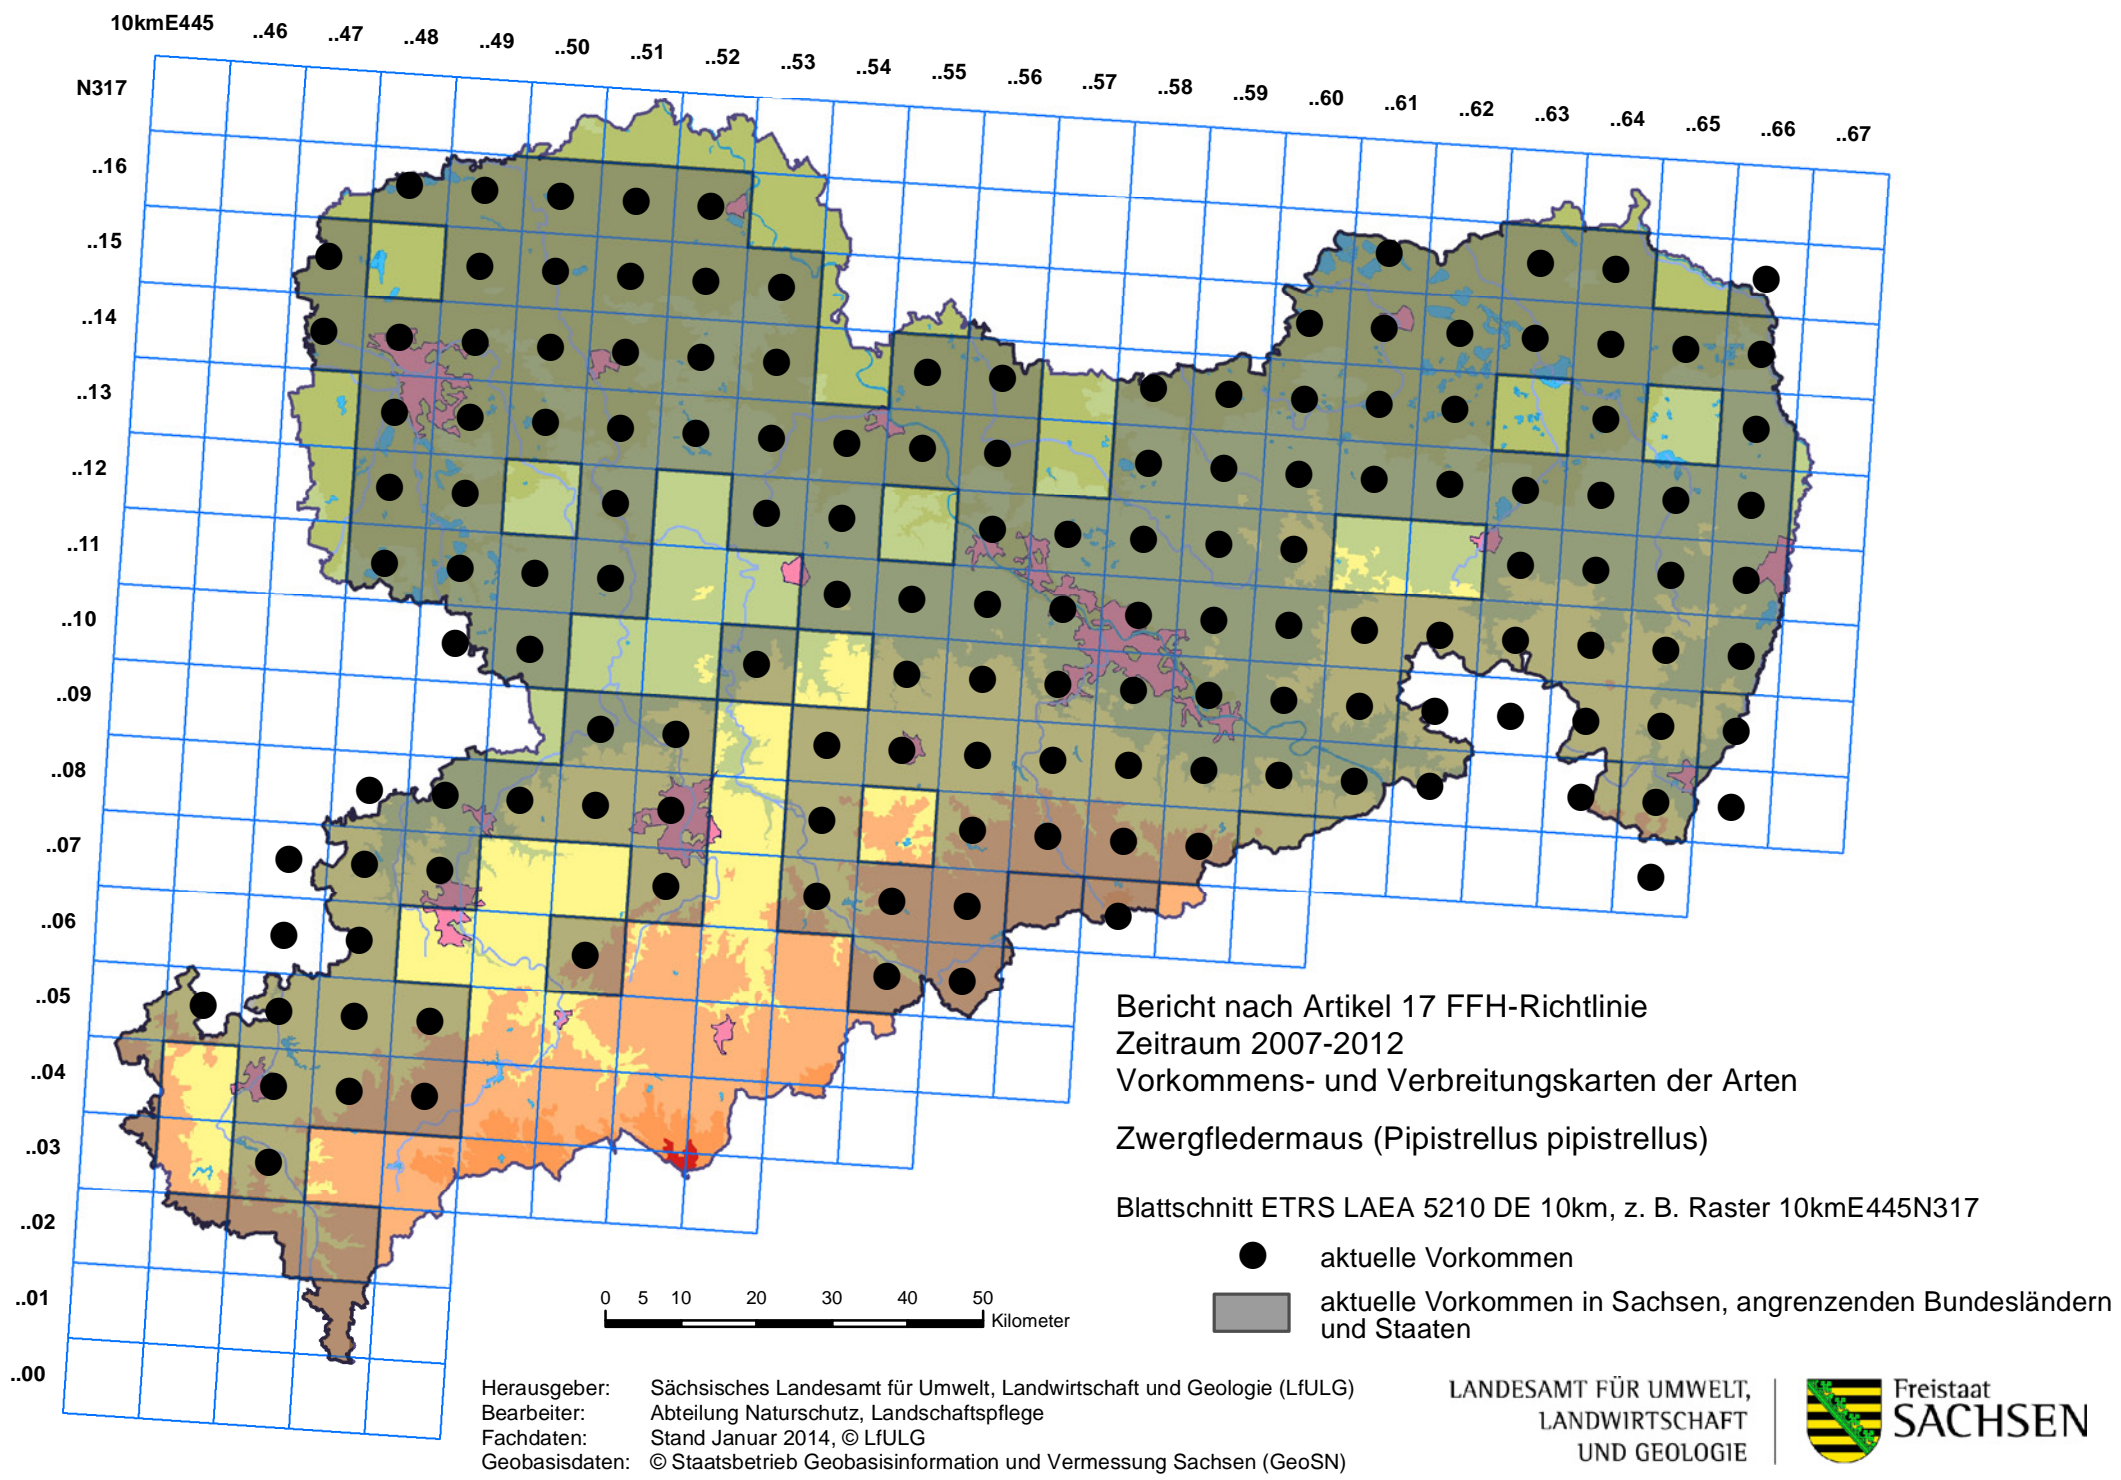 10kmE445 ..46 ..47 ..48 ..49 ..50 ..51 ..52 ..53 ..54 ..55 ..56 ..57 ..58 ..59 ..60 ..61 ..62 ..63 ..64 ..65 ..66 ..67
N317
..16
..15
..14
..13
..12
..11
..10
..09
..08
..07
..06
..05
..04
..03
..02
..01
..00
Bericht nach Artikel 17 FFH-Richtlinie
Zeitraum 2007-2012
Vorkommens- und Verbreitungskarten der Arten
Zwergfledermaus (Pipistrellus pipistrellus)
Blattschnitt ETRS LAEA 5210 DE 10km, z. B. Raster 10kmE445N317
aktuelle Vorkommen
aktuelle Vorkommen in Sachsen, angrenzenden Bundesländern
und Staaten
0 5 10 20 30 40 50
Kilometer
Herausgeber: Sächsisches Landesamt für Umwelt, Landwirtschaft und Geologie (LfULG)
Bearbeiter: Abteilung Naturschutz, Landschaftspflege
Fachdaten: Stand Januar 2014, © LfULG
Geobasisdaten: © Staatsbetrieb Geobasisinformation und Vermessung Sachsen (GeoSN)
LANDESAMT FÜR UMWELT,
LANDWIRTSCHAFT
UND GEOLOGIE
Freistaat
SACHSEN